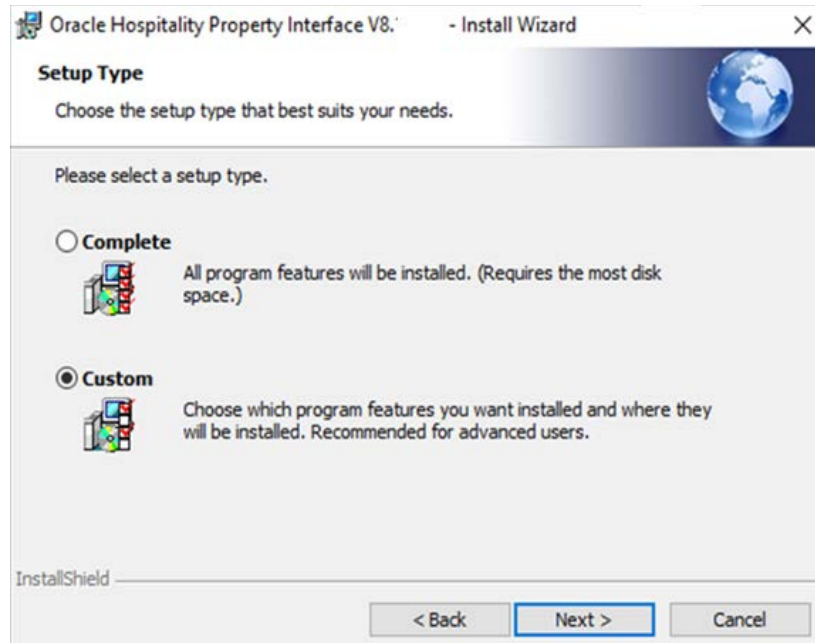 Oracle Hospitality Property Interface V8. - Install Wizard
Setup Type
Choose the setup type that best suits your needs.
Please select a setup type.
Complete
All program features will be installed. (Requires the most disk
space.)
Custom
Choose which program features you want installed and where they
will be installed. Recommended for advanced users.
InstallShield
< Back Next > Cancel